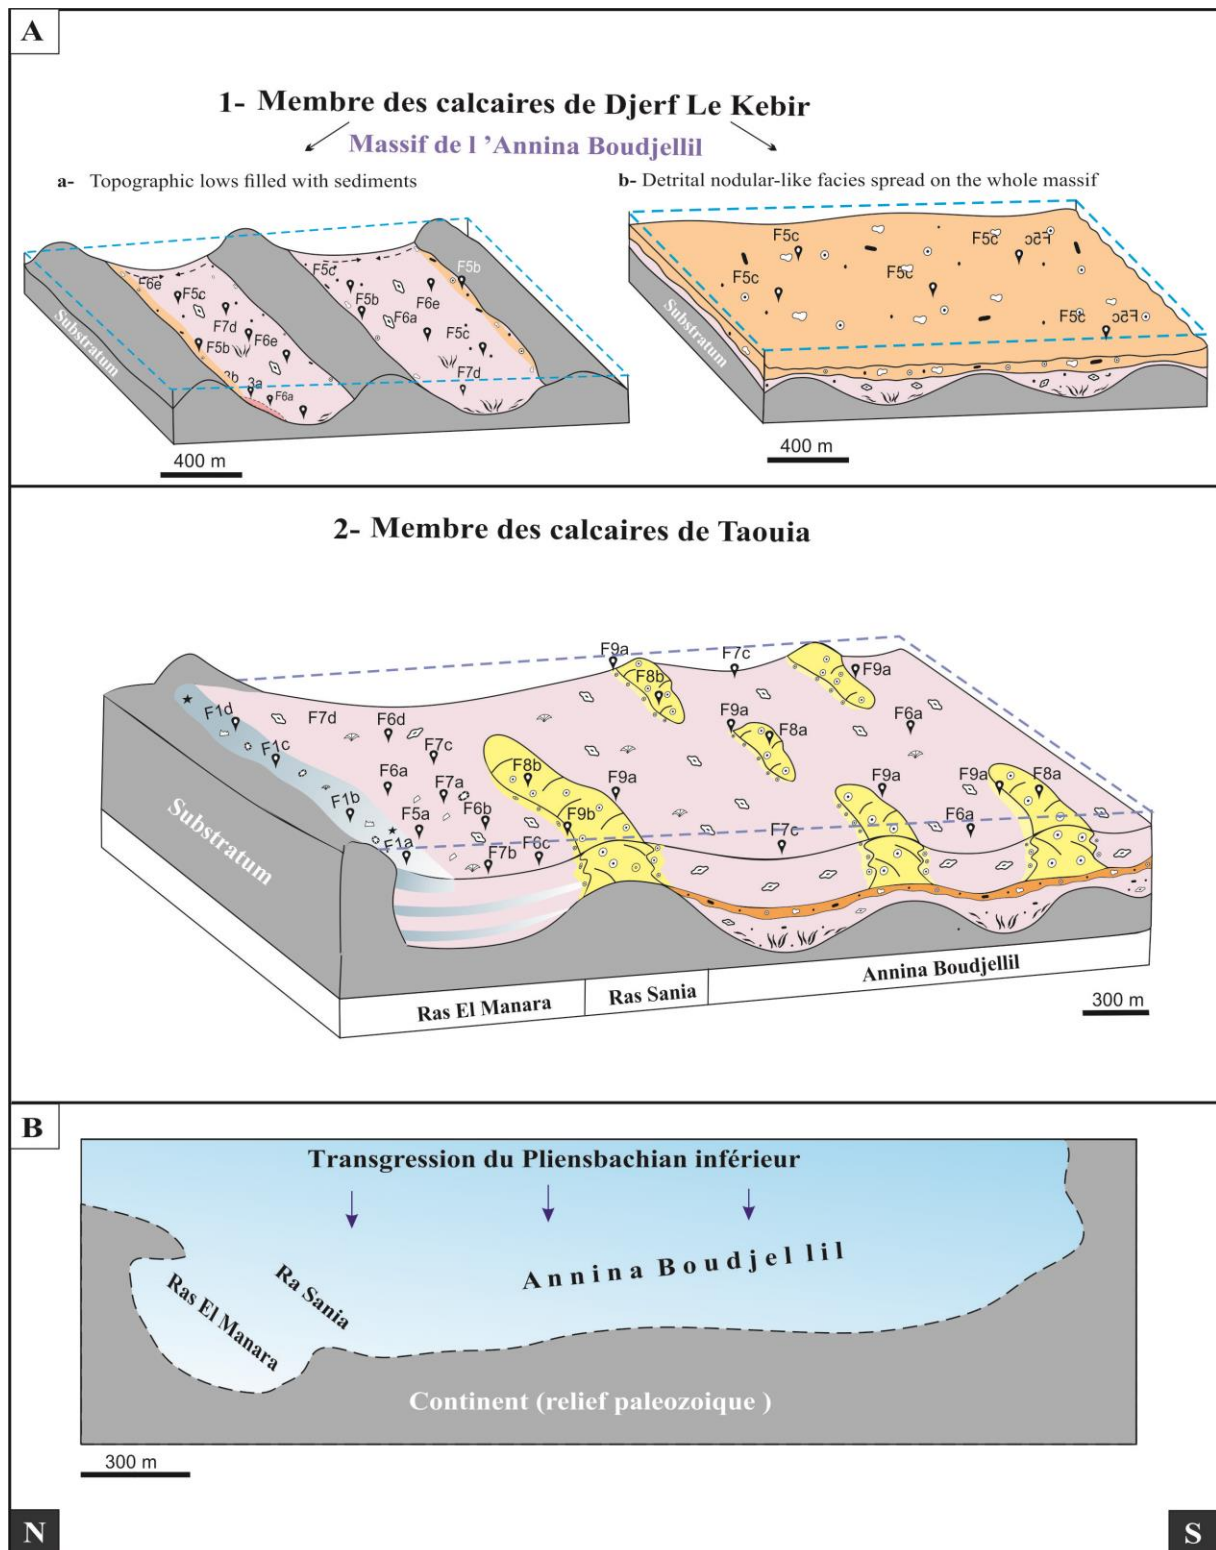 A
1- Membre des calcaires de Djerf Le Kebir
Massif de l ’Annina Boudjellil
a- Topographic lows filled with sediments
b- Detrital nodular-like facies spread on the whole massif
F6e
F5c
F7d
F5b
F6e
3b
3a
F6a
F5c
F5b
F5b
F6e
F6a
F5c
F7d
Substratum
400 m
F5c
F5c
F5c
F5c
F5c
F5c
F5c
Substratum
400 m
2- Membre des calcaires de Taouia
F9a
F7c
F8b
F9a
F1d
F7d
F6d
F9a
F8a
F6a
F1c
F7c
F6a
F7a
F8b
F9a
F9a
F9a
F8a
F1b
F5a
F6b
F9b
F6a
F1a
F7b
F6c
F7c
Substratum
Ras El Manara
Ras Sania
Annina Boudjellil
300 m
B
Transgression du Pliensbachian inférieur
Annina Boudjellil
Ra Sania
Ras El Manara
Continent (relief paleozoique )
300 m
N
S